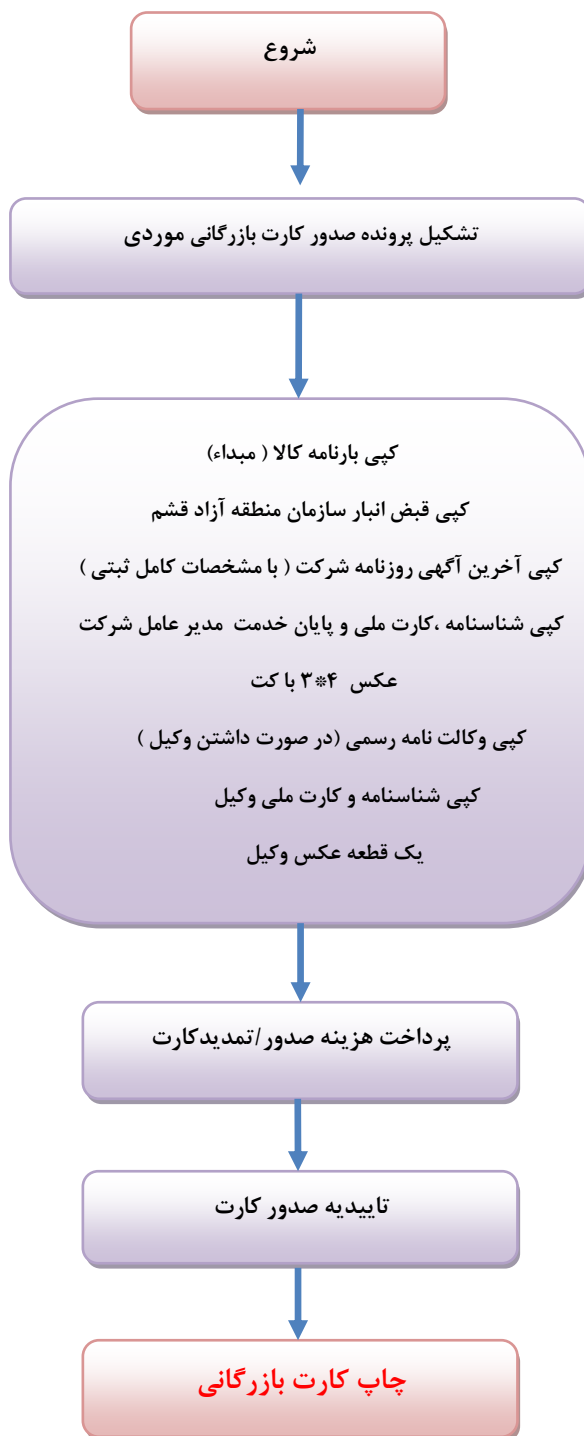 شروع
تشکیل پرونده صدور کارت بازرگانی موردی
کپی بارنامه کالا ( مبداء)
کپی قبض انبار سازمان منطقه آزاد قشم
کپی آخرین آگهی روزنامه شرکت ( با مشخصات کامل ثبتی )
کپی شناسنامه ،کارت ملی و پایان خدمت مدیر عامل شرکت
عکس ۴*۳ با کت
کپی وکالت نامه رسمی (در صورت داشتن وکیل )
کپی شناسنامه و کارت ملی وکیل
یک قطعه عکس وکیل
پرداخت هزینه صدور/تمدیدکارت
تاییدیه صدور کارت
چاپ کارت بازرگانی